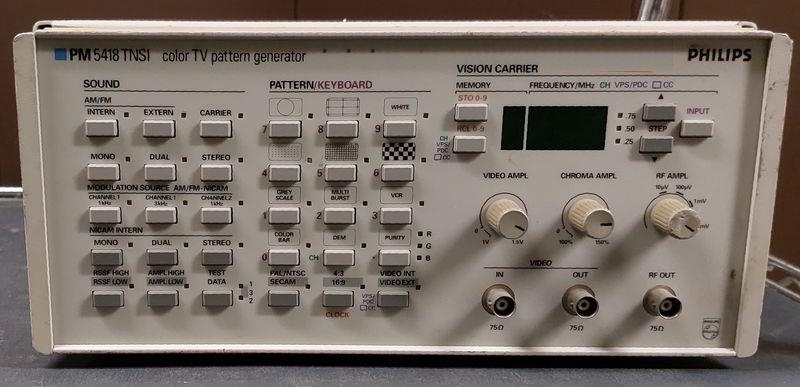 PM 5418 TNSI color TV pattern generator
PHILIPS
SOUND
PATTERN/KEYBOARD
VISION CARRIER
AM/FM
MEMORY
FREQUENCY/MHz CH VPS/PDC CC
INTERN EXTERN CARRIER
WHITE
STO 0-9
.75
INPUT
7 8 9
RCL 0-9
.50 STEP
CH
VPS/
PDC
CC
.25
MONO DUAL STEREO
4 5 6
MODULATION SOURCE AM/FM-NICAM
VIDEO AMPL CHROMA AMPL RF AMPL
CHANNEL 1 1kHz
CHANNEL 1 3kHz
CHANNEL 2 1kHz
GREY SCALE
MULTI BURST
VCR
10µV 100µV
1mV
1 2 3
NICAM INTERN
COLOR BAR
DEM
PURITY
R
G
B
0 1V 1.5V
0 100% 150%
mV
MONO DUAL STEREO
0 CH
VIDEO
RSSF HIGH AMPL HIGH TEST
PAL/NTSC 4:3 VIDEO INT
IN OUT RF OUT
RSSF LOW AMPL LOW DATA
1
3
2
SECAM 16:9 VIDEO EXT
VPS/
PDC
CC
CLOCK
75Ω 75Ω 75Ω
PHILIPS